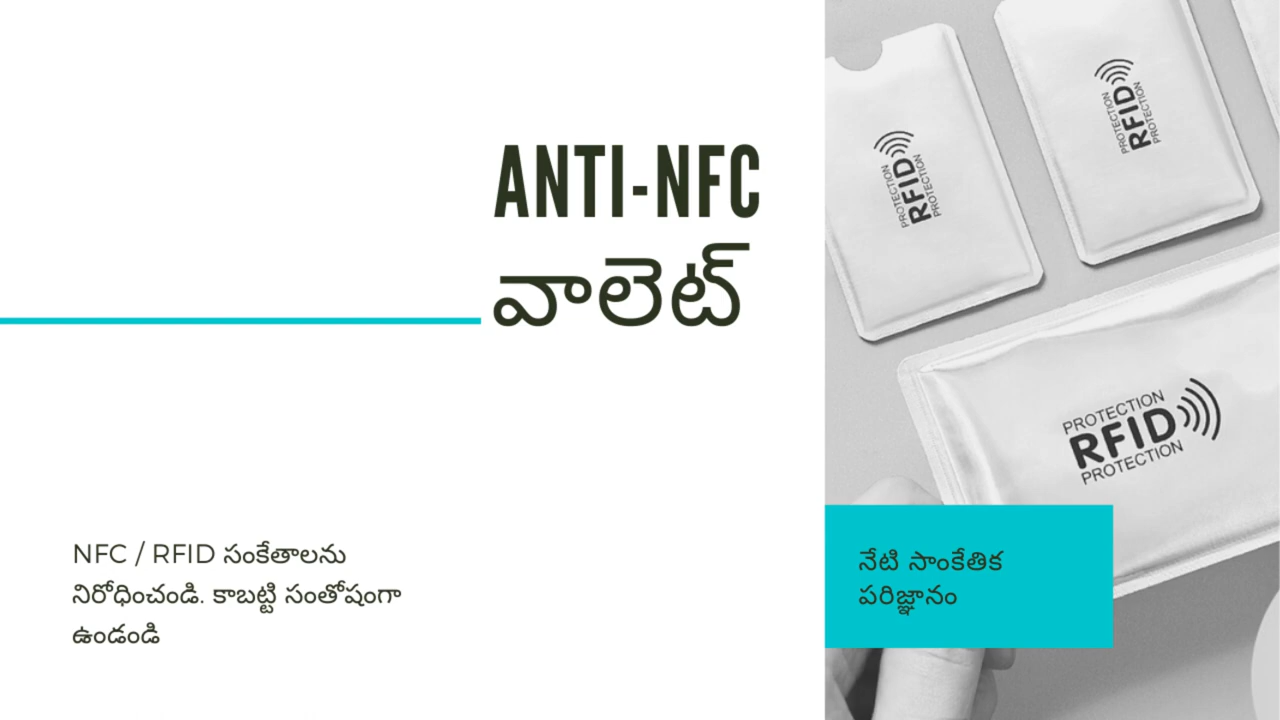 ANTI-NFC
వాలెట్
NFC / RFID సంకేతాలను
నిరోధించండి. కాబట్టి సంతోషంగా
ఉండండి
PROTECTION
RFID
PROTECTION
PROTECTION
RFID
PROTECTION
PROTECTION
RFID
PROTECTION
నేటి సాంకేతిక
పరిజ్ఞానం